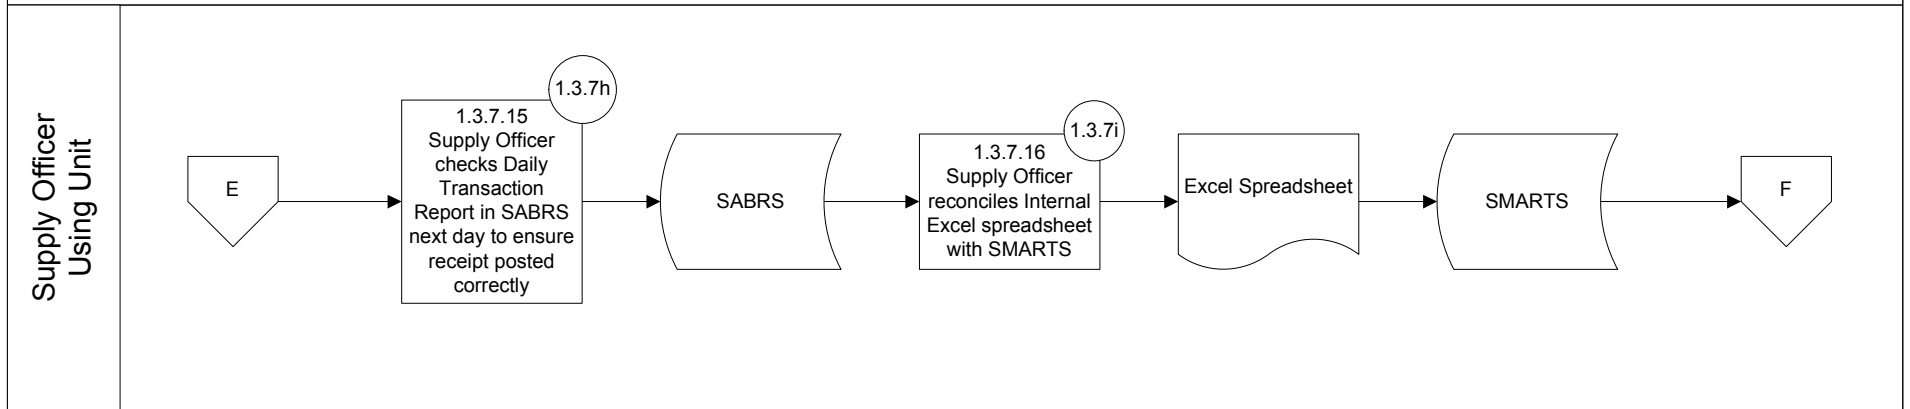 Supply Officer
Using Unit
E
1.3.7h
1.3.7.15
Supply Officer
checks Daily
Transaction
Report in SABRS
next day to ensure
receipt posted
correctly
SABRS
1.3.7i
1.3.7.16
Supply Officer
reconciles Internal
Excel spreadsheet
with SMARTS
Excel Spreadsheet
SMARTS
F